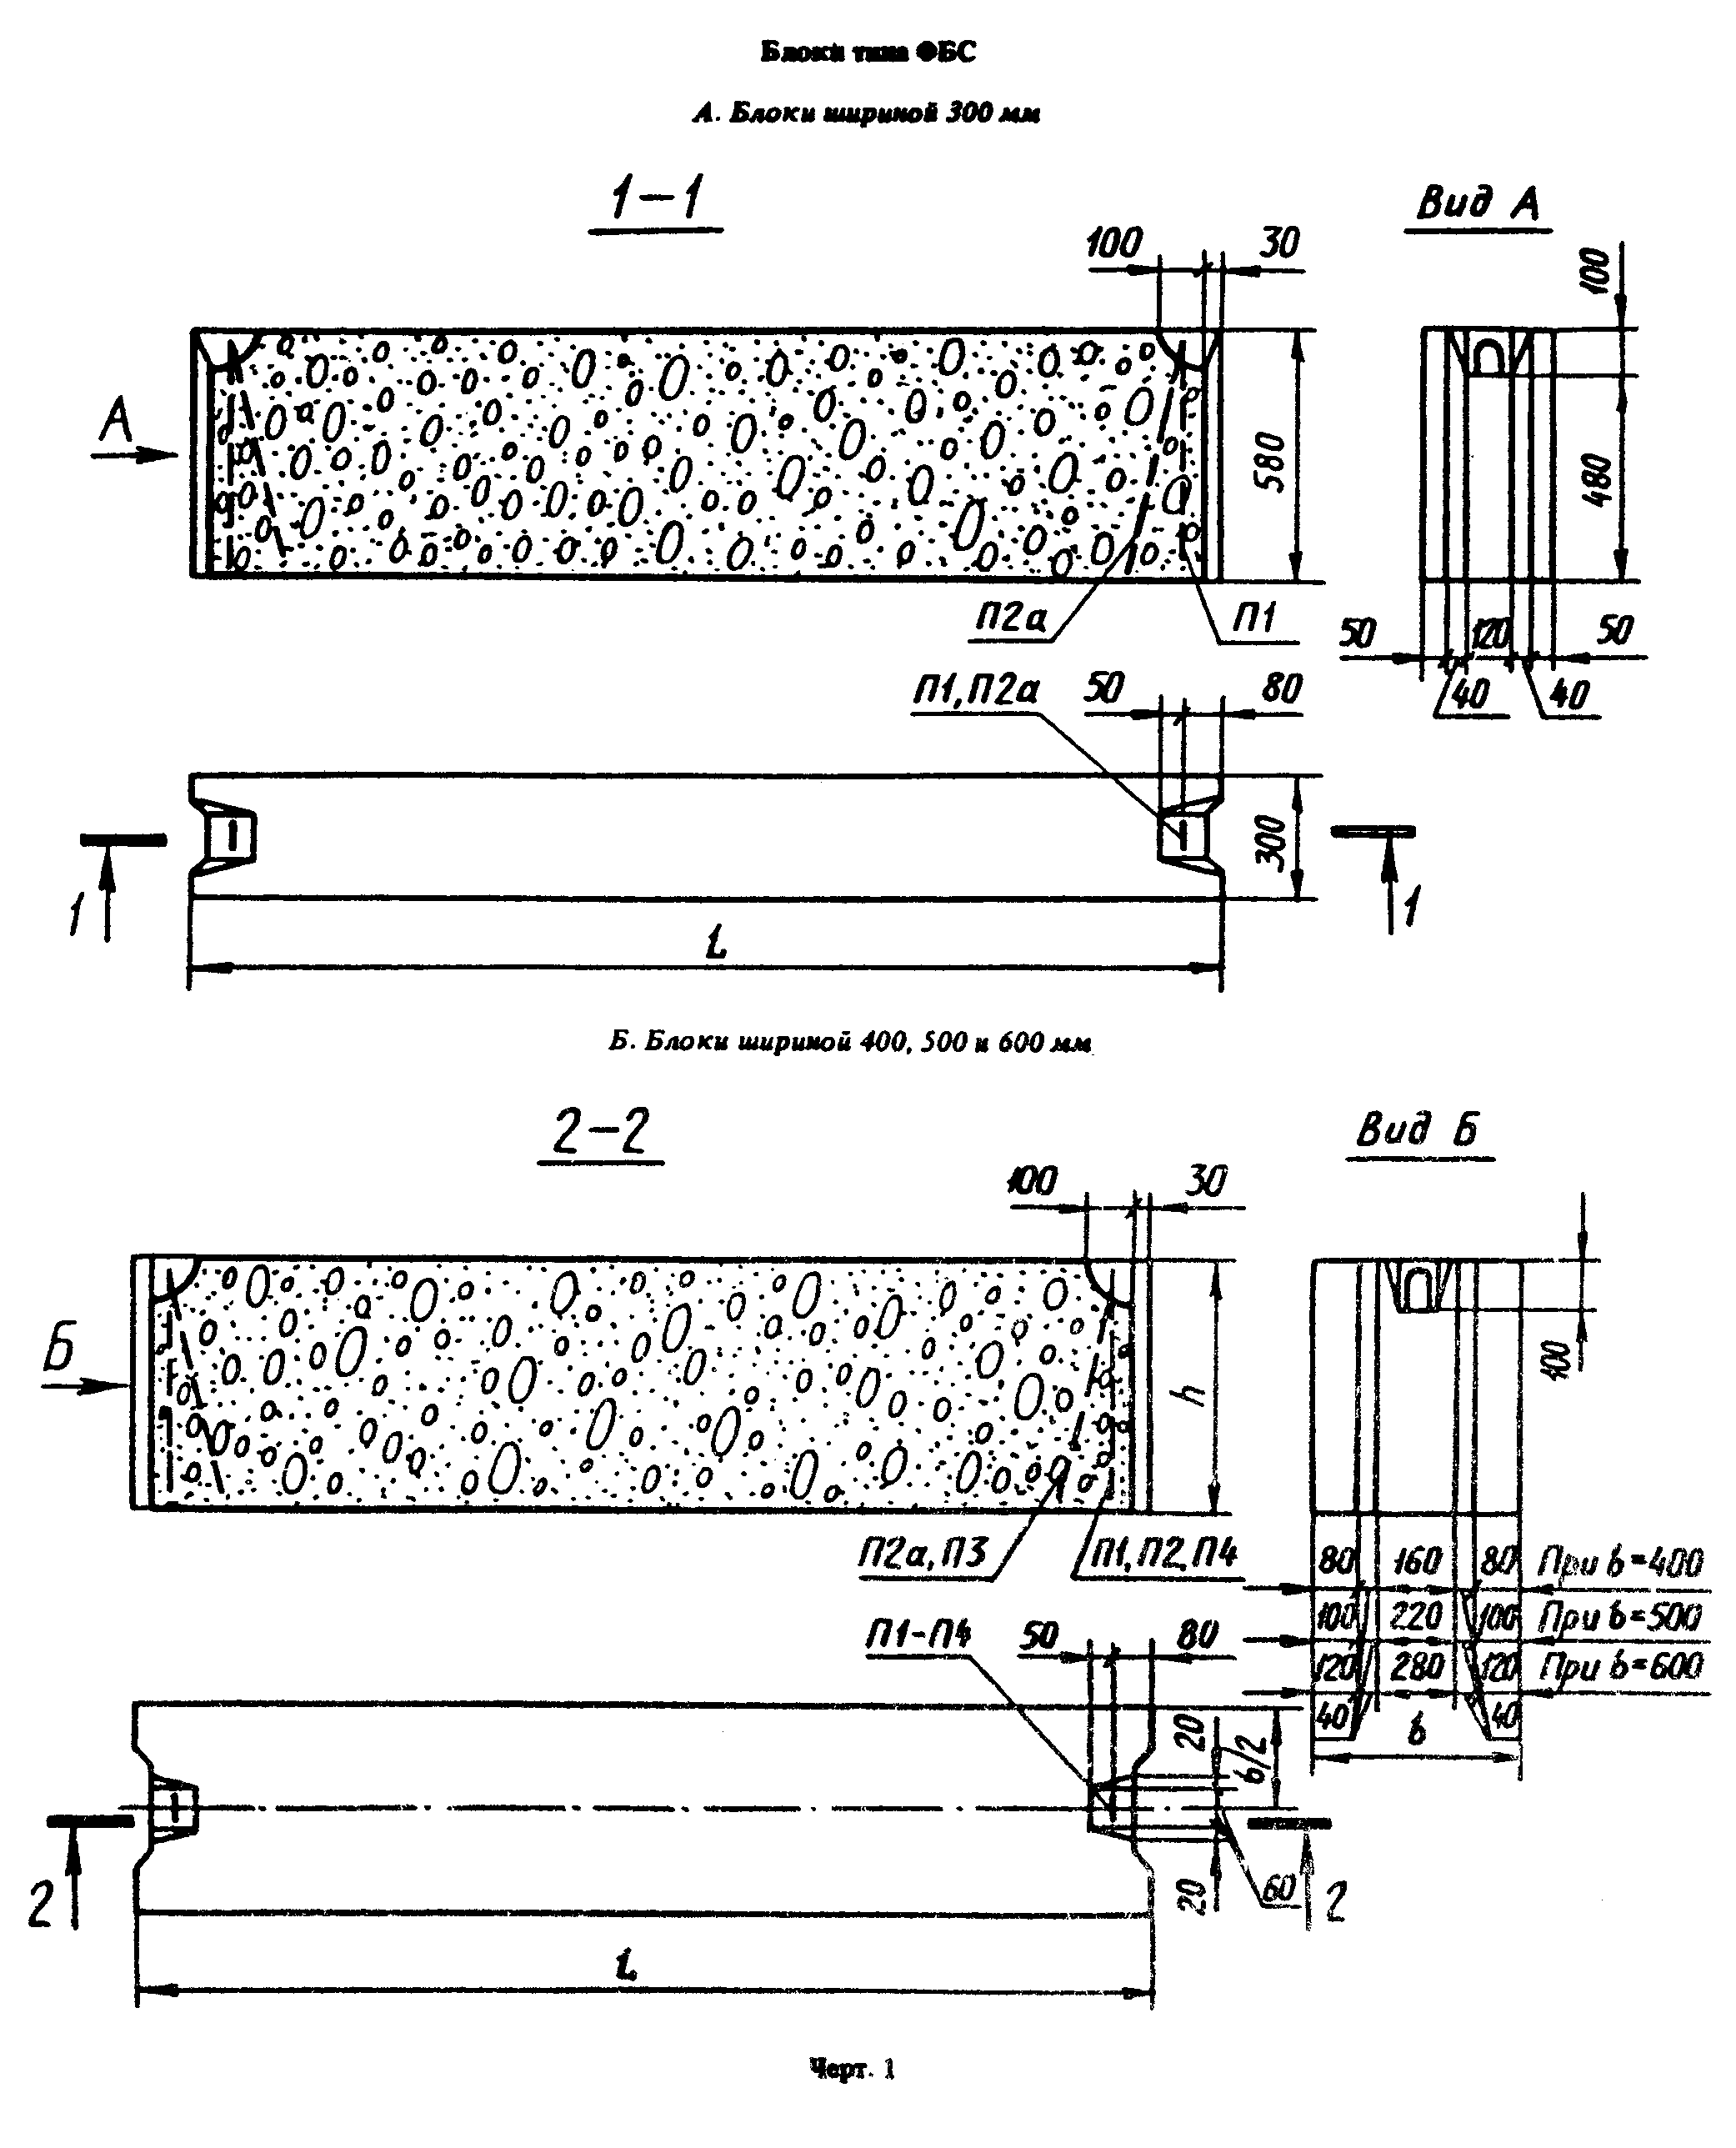 Блоки типа ФБС
А. Блоки шириной 300 мм
1–1
Вид А
100
30
100
А
580
480
П2а
П1
50
120
50
40
40
П1, П2а
50
80
300
1
1
L
Б. Блоки шириной 400, 500 и 600 мм
2–2
Вид Б
100
30
Б
h
100
П2а, П3
П1, П2, П4
80
160
80
При b=400
100
220
100
При b=500
120
280
120
При b=600
40
b
40
П1-П4
50
80
20
b/2
20
60
2
2
L
Черт. 1